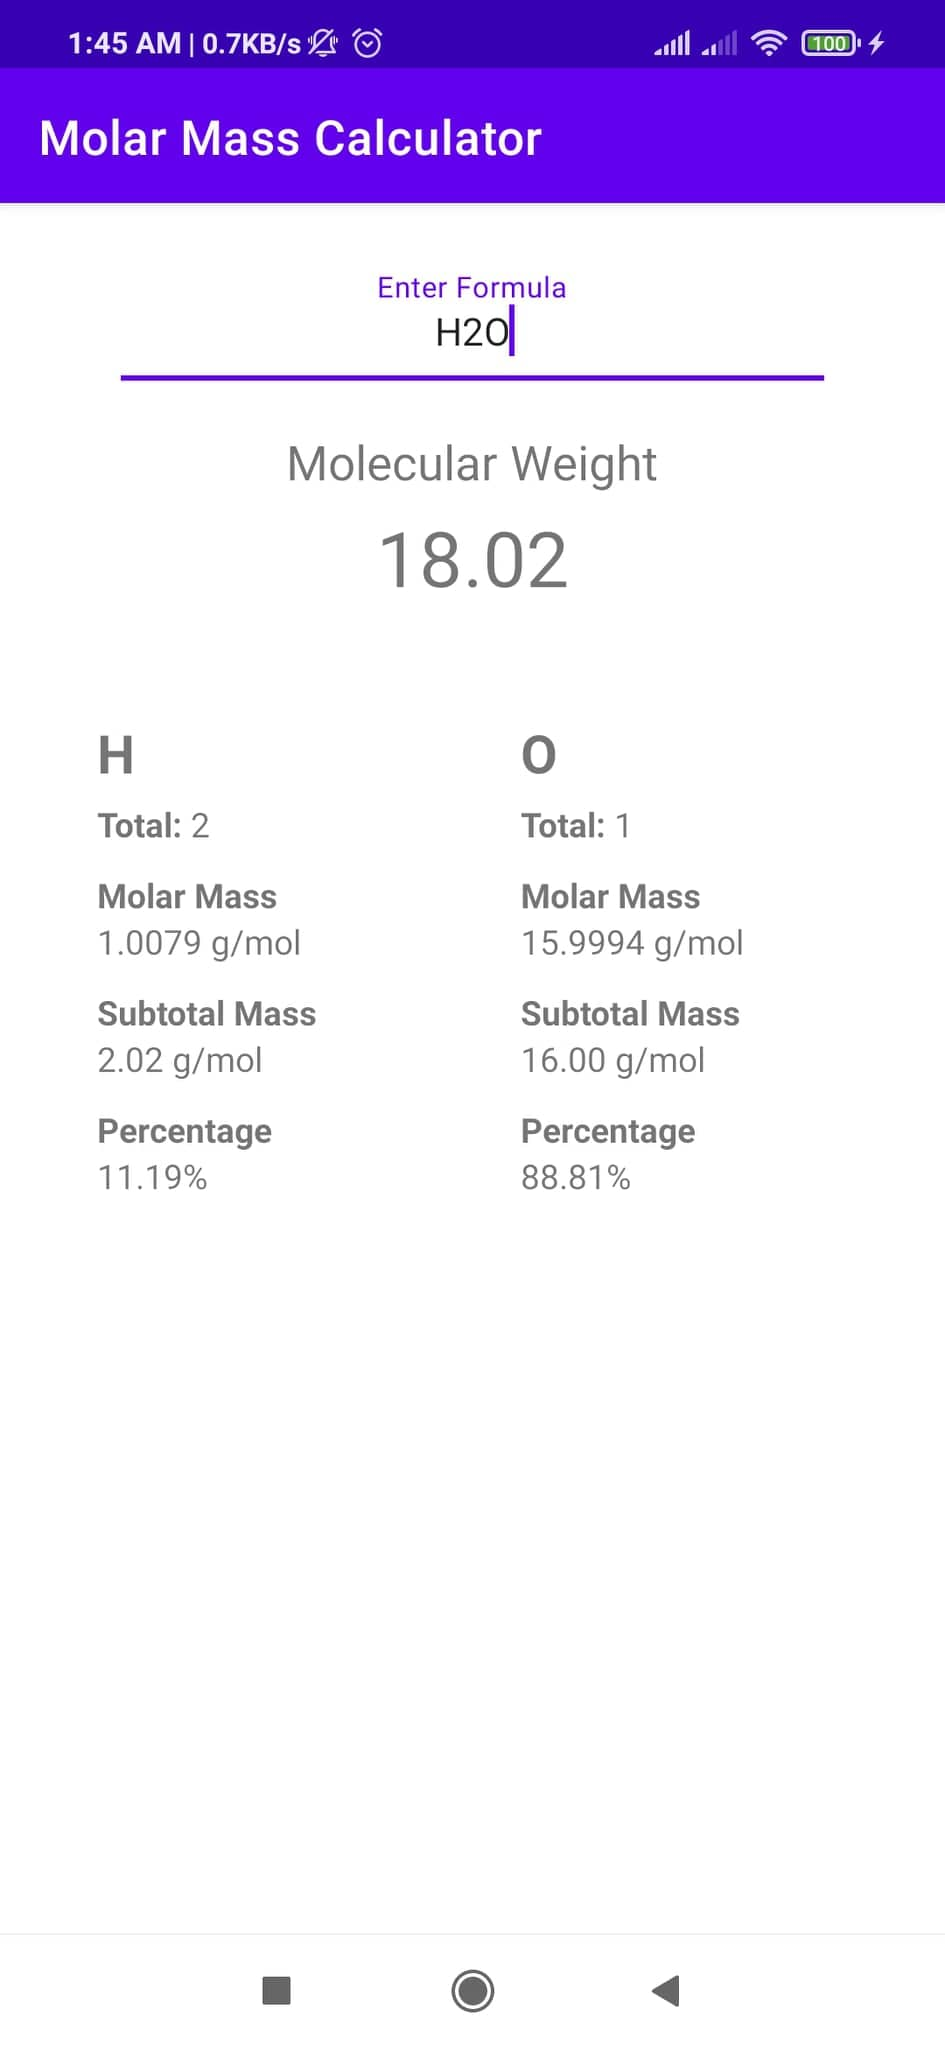 1:45 AM | 0.7KB/s 100
Molar Mass Calculator
Enter Formula
H2O
Molecular Weight
18.02
H
Total: 2
Molar Mass
1.0079 g/mol
Subtotal Mass
2.02 g/mol
Percentage
11.19%
O
Total: 1
Molar Mass
15.9994 g/mol
Subtotal Mass
16.00 g/mol
Percentage
88.81%